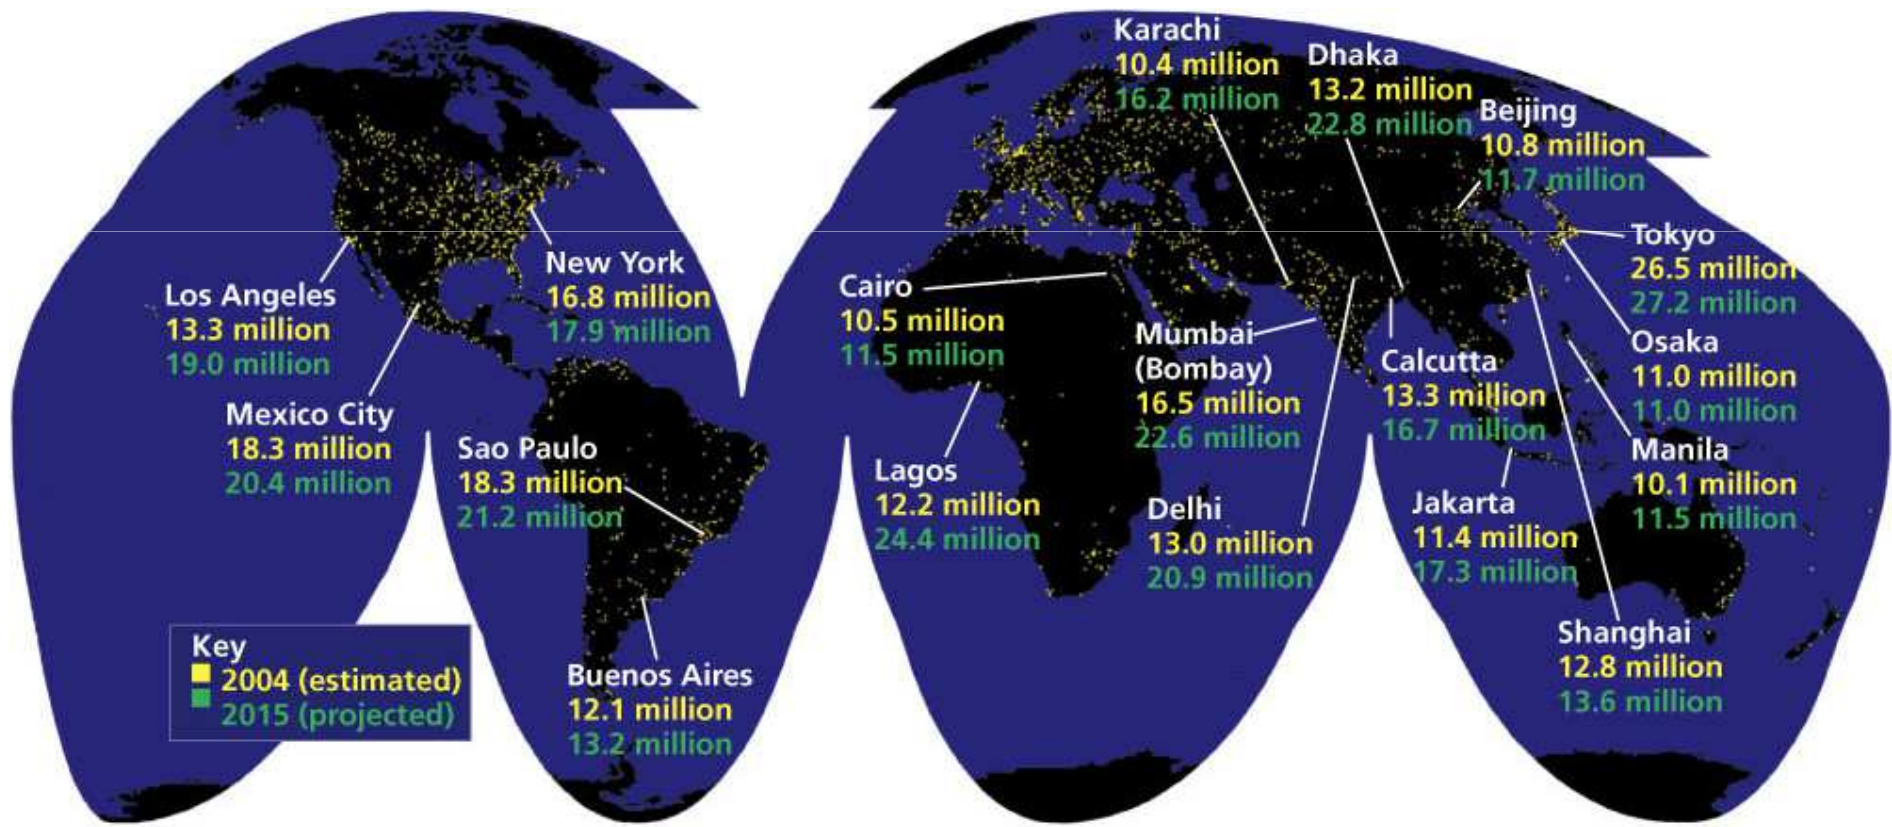 Karachi
10.4 million
16.2 million
Dhaka
13.2 million
22.8 million
Beijing
10.8 million
11.7 million
Tokyo
26.5 million
27.2 million
Los Angeles
13.3 million
19.0 million
New York
16.8 million
17.9 million
Cairo
10.5 million
11.5 million
Mumbai
(Bombay)
16.5 million
22.6 million
Calcutta
13.3 million
16.7 million
Osaka
11.0 million
11.0 million
Mexico City
18.3 million
20.4 million
Sao Paulo
18.3 million
21.2 million
Lagos
12.2 million
24.4 million
Delhi
13.0 million
20.9 million
Jakarta
11.4 million
17.3 million
Manila
10.1 million
11.5 million
Shanghai
12.8 million
13.6 million
Buenos Aires
12.1 million
13.2 million
Key
2004 (estimated)
2015 (projected)